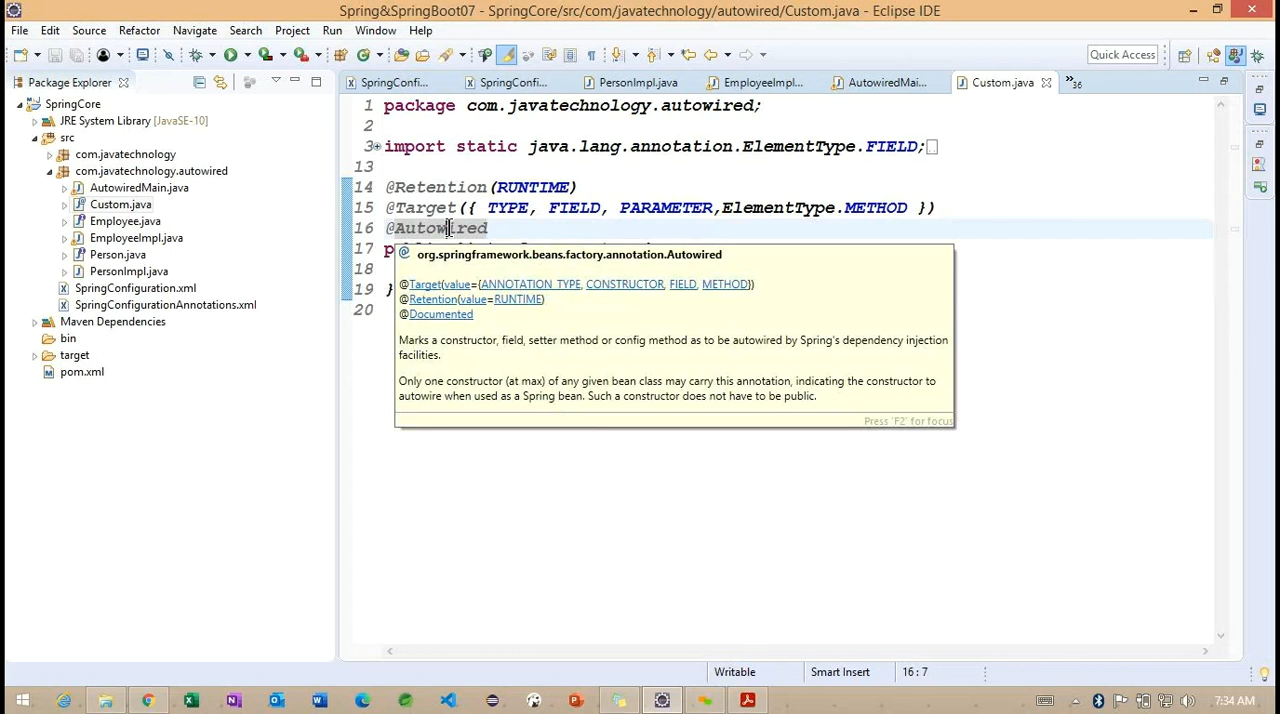 Spring&SpringBoot07 - SpringCore/src/com/javatechnology/autowired/Custom.java - Eclipse IDE
File Edit Source Refactor Navigate Search Project Run Window Help
Quick Access
Package Explorer
SpringConfi...
SpringConfi...
PersonImpl.java
EmployeeImpl...
AutowiredMai...
Custom.java
»36
SpringCore
JRE System Library [JavaSE-10]
src
com.javatechnology
com.javatechnology.autowired
AutowiredMain.java
Custom.java
Employee.java
EmployeeImpl.java
Person.java
PersonImpl.java
SpringConfiguration.xml
SpringConfigurationAnnotations.xml
Maven Dependencies
bin
target
pom.xml
1 package com.javatechnology.autowired;
2
3 import static java.lang.annotation.ElementType.FIELD;
13
14 @Retention(RUNTIME)
15 @Target({ TYPE, FIELD, PARAMETER,ElementType.METHOD })
16 @Autowired
17
18
19 }
20
@ org.springframework.beans.factory.annotation.Autowired
@Target(value={ANNOTATION_TYPE, CONSTRUCTOR, FIELD, METHOD})
@Retention(value=RUNTIME)
@Documented
Marks a constructor, field, setter method or config method as to be autowired by Spring's dependency injection
facilities.
Only one constructor (at max) of any given bean class may carry this annotation, indicating the constructor to
autowire when used as a Spring bean. Such a constructor does not have to be public.
Press 'F2' for focus
Writable
Smart Insert
16 : 7
7:34 AM